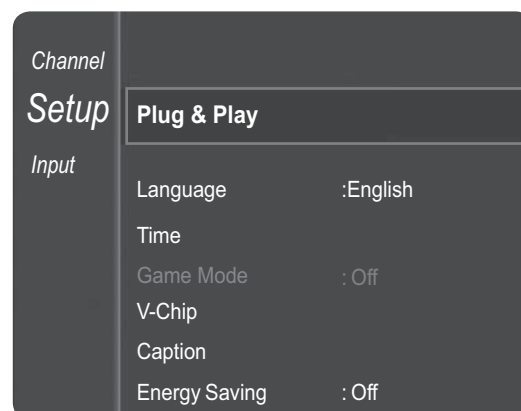 Channel
Setup
Input
Plug & Play
Language :English
Time
Game Mode : Off
V-Chip
Caption
Energy Saving : Off